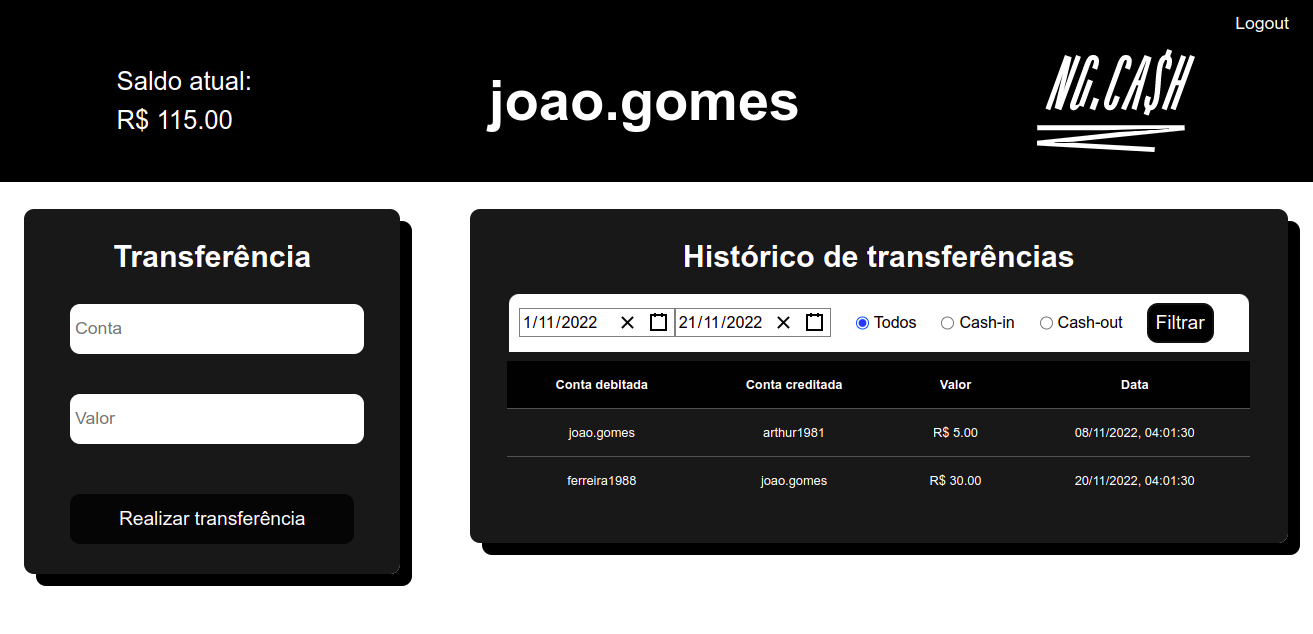 Logout
Saldo atual:
R$ 115.00
joao.gomes
NG.CA$H
Transferência
Conta
Valor
Realizar transferência
Histórico de transferências
1/11/2022 21/11/2022 Todos Cash-in Cash-out Filtrar
Conta debitada Conta creditada Valor Data
joao.gomes arthur1981 R$ 5.00 08/11/2022, 04:01:30
ferreira1988 joao.gomes R$ 30.00 20/11/2022, 04:01:30